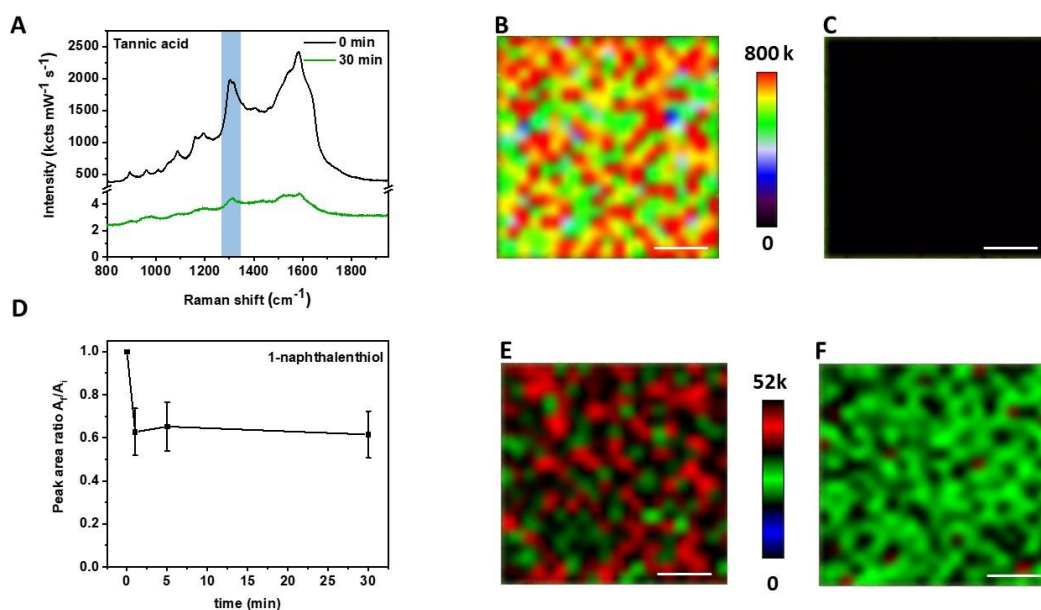 A
Tannic acid
0 min
30 min
2500
2000
1500
1000
500
4
2
0
Intensity (kcts mW⁻¹ s⁻¹)
800 1000 1200 1400 1600 1800
Raman shift (cm⁻¹)
B
800 k
0
C
D
1-naphthalenthiol
1.0
0.8
0.6
0.4
0.2
0.0
Peak area ratio Aₜ/Aᵢ
0 5 10 15 20 25 30
time (min)
E
52k
0
F